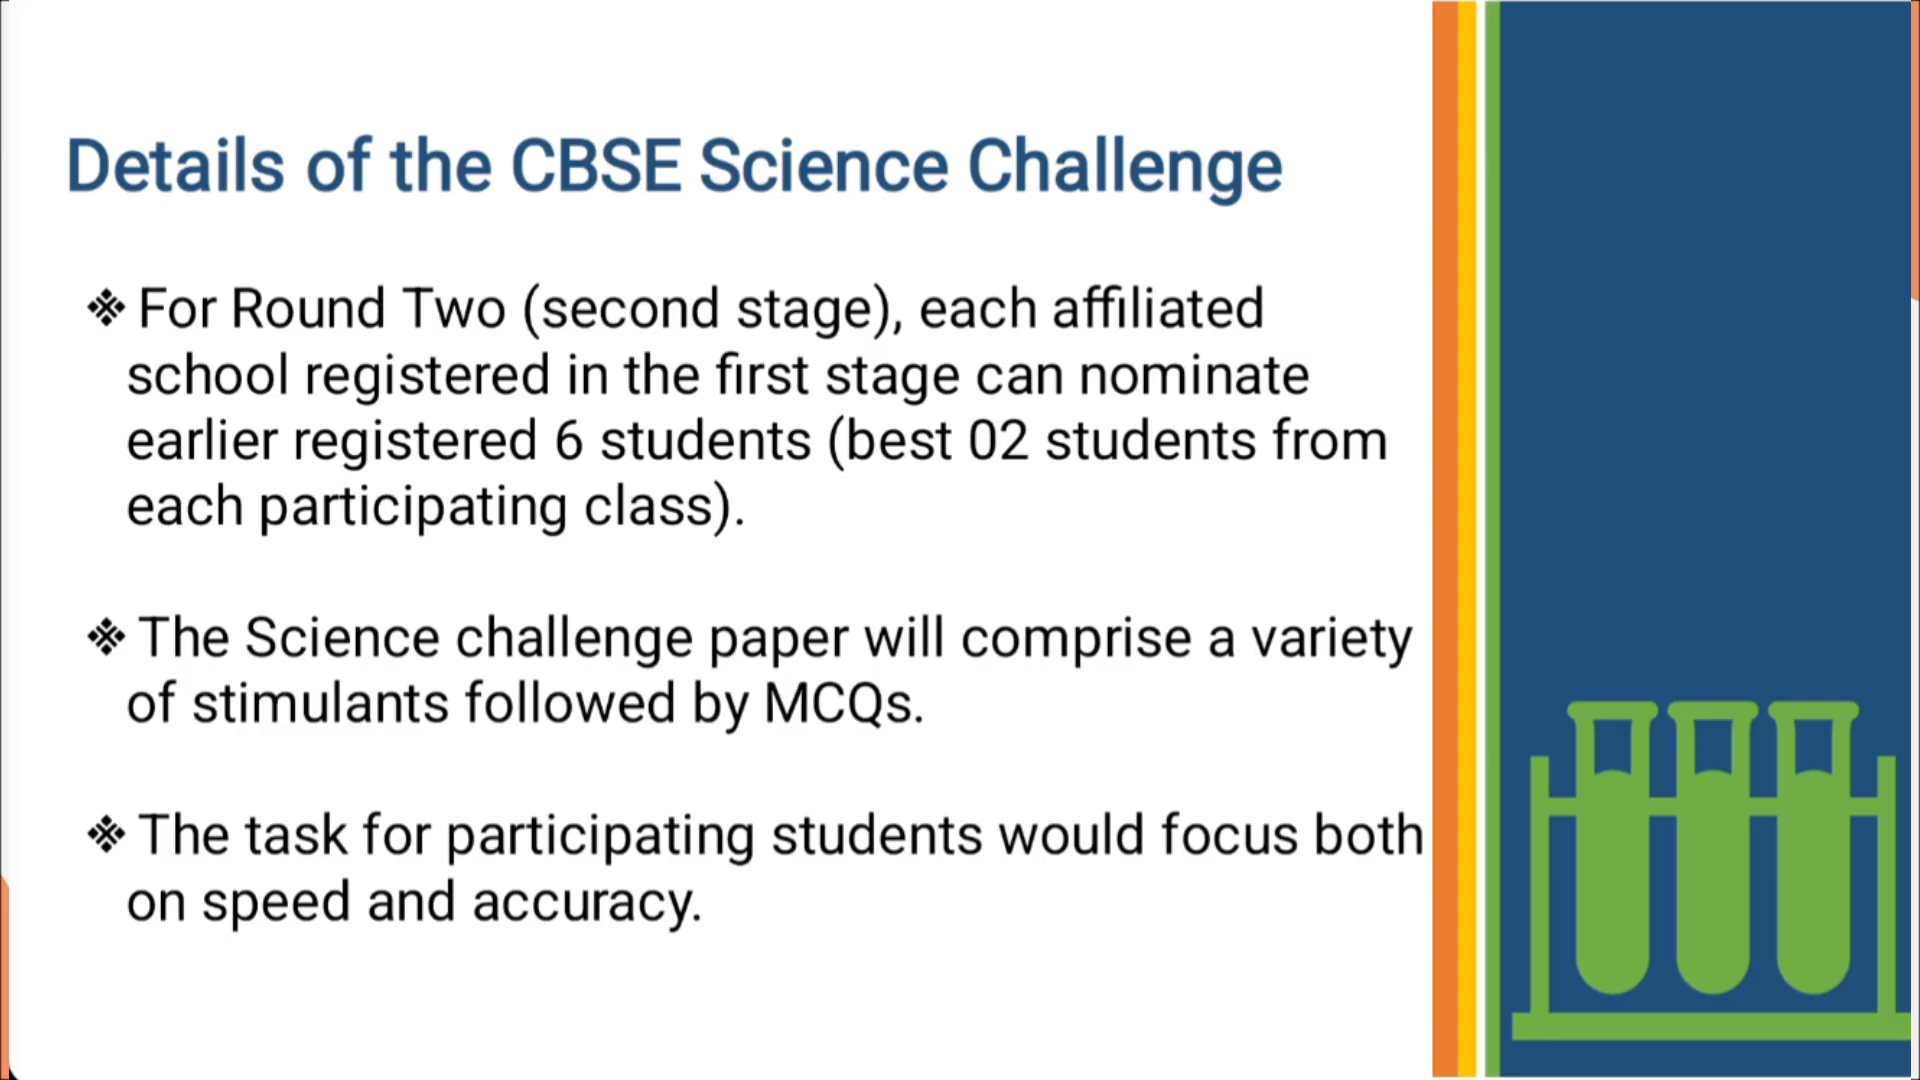 Details of the CBSE Science Challenge
❖ For Round Two (second stage), each affiliated
school registered in the first stage can nominate
earlier registered 6 students (best 02 students from
each participating class).
❖ The Science challenge paper will comprise a variety
of stimulants followed by MCQs.
❖ The task for participating students would focus both
on speed and accuracy.